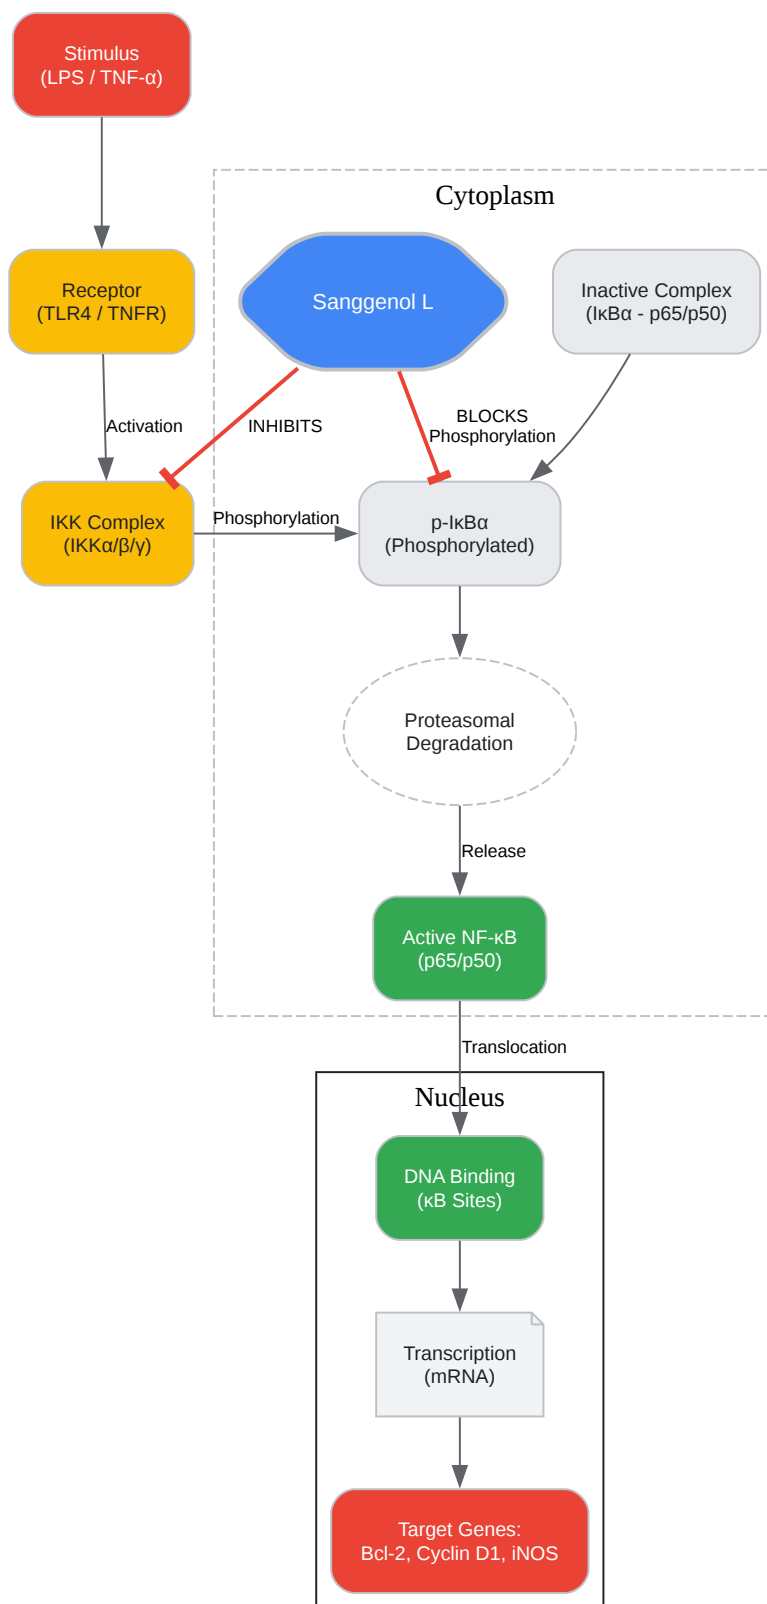 Stimulus
(LPS / TNF-α)
Cytoplasm
Receptor
(TLR4 / TNFR)
Sanggenol L
Inactive Complex
(IκBα - p65/p50)
Activation
INHIBITS
BLOCKS
Phosphorylation
IKK Complex
(IKKα/β/γ)
Phosphorylation
p-IκBα
(Phosphorylated)
Proteasomal
Degradation
Release
Active NF-κB
(p65/p50)
Translocation
Nucleus
DNA Binding
(κB Sites)
Transcription
(mRNA)
Target Genes:
Bcl-2, Cyclin D1, iNOS